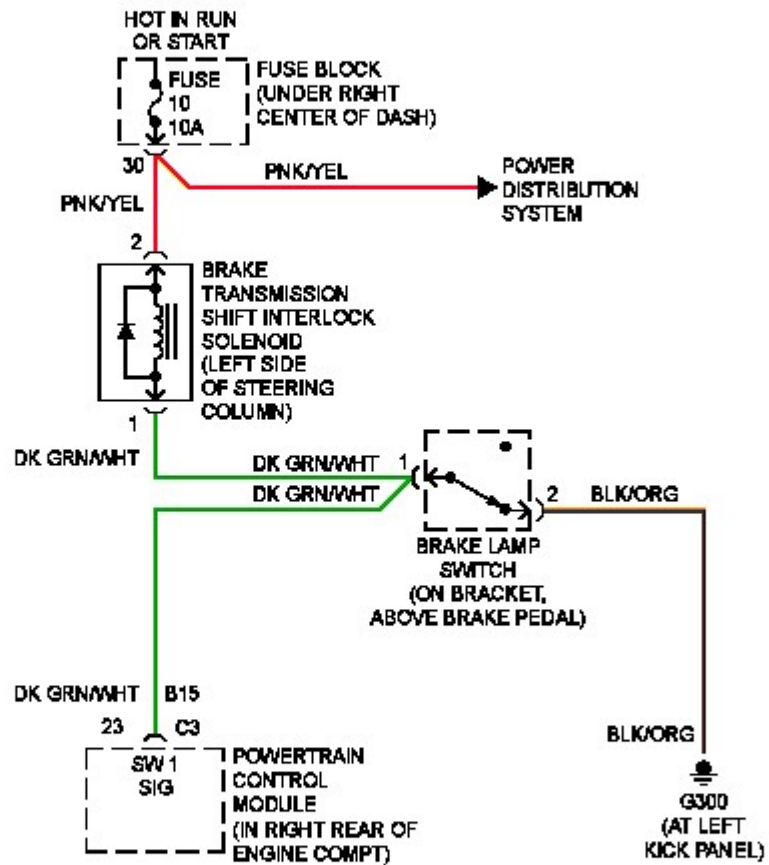 HOT IN RUN
OR START
FUSE
10
10A
FUSE BLOCK
(UNDER RIGHT
CENTER OF DASH)
30
PNK/YEL
POWER
DISTRIBUTION
SYSTEM
PNK/YEL
2
BRAKE
TRANSMISSION
SHIFT INTERLOCK
SOLENOID
(LEFT SIDE
OF STEERING
COLUMN)
1
DK GRN/WHT
DK GRN/WHT
1
DK GRN/WHT
2
BLK/ORG
BRAKE LAMP
SWITCH
(ON BRACKET,
ABOVE BRAKE PEDAL)
DK GRN/WHT
B15
23
C3
SW 1
SIG
POWERTRAIN
CONTROL
MODULE
(IN RIGHT REAR OF
ENGINE COMPT)
BLK/ORG
G300
(AT LEFT
KICK PANEL)